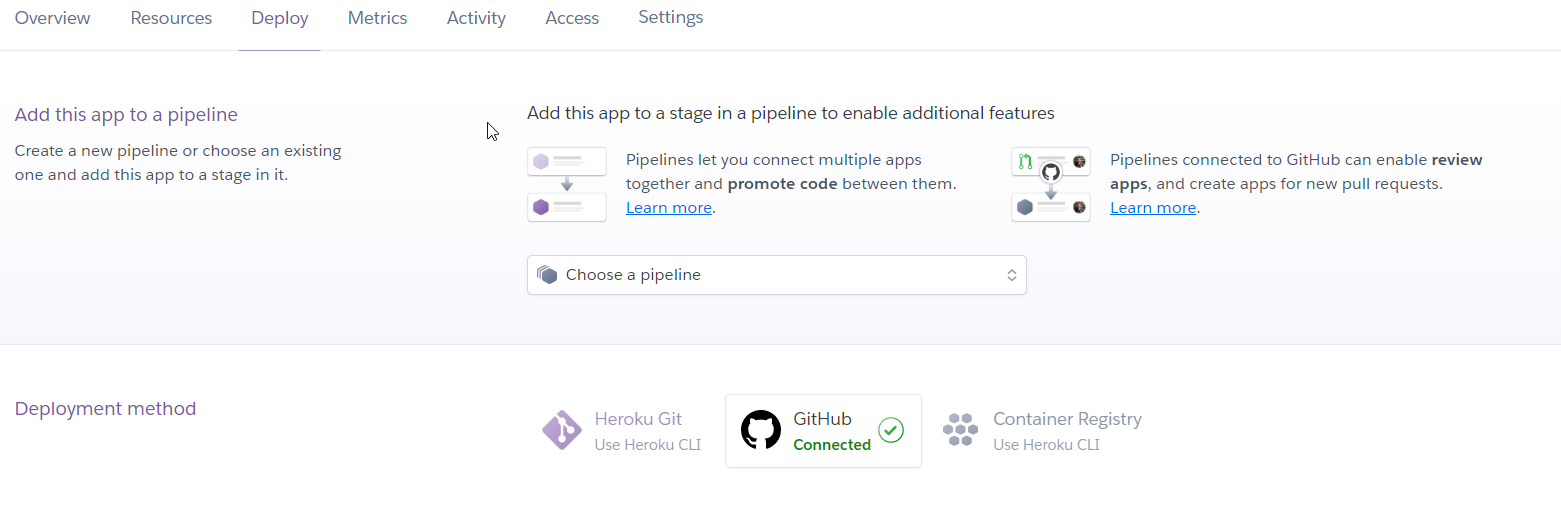 Overview Resources Deploy Metrics Activity Access Settings
Add this app to a pipeline
Create a new pipeline or choose an existing
one and add this app to a stage in it.
Add this app to a stage in a pipeline to enable additional features
Pipelines let you connect multiple apps
together and promote code between them.
Learn more.
Pipelines connected to GitHub can enable review
apps, and create apps for new pull requests.
Learn more.
Choose a pipeline
Deployment method
Heroku Git
Use Heroku CLI
GitHub
Connected
Container Registry
Use Heroku CLI